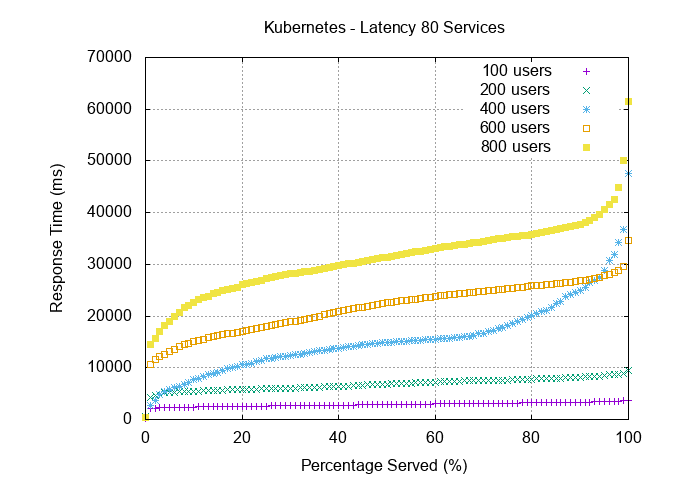 Kubernetes - Latency 80 Services
Response Time (ms)
70000
60000
50000
40000
30000
20000
10000
0
100 users
200 users
400 users
600 users
800 users
0 20 40 60 80 100
Percentage Served (%)